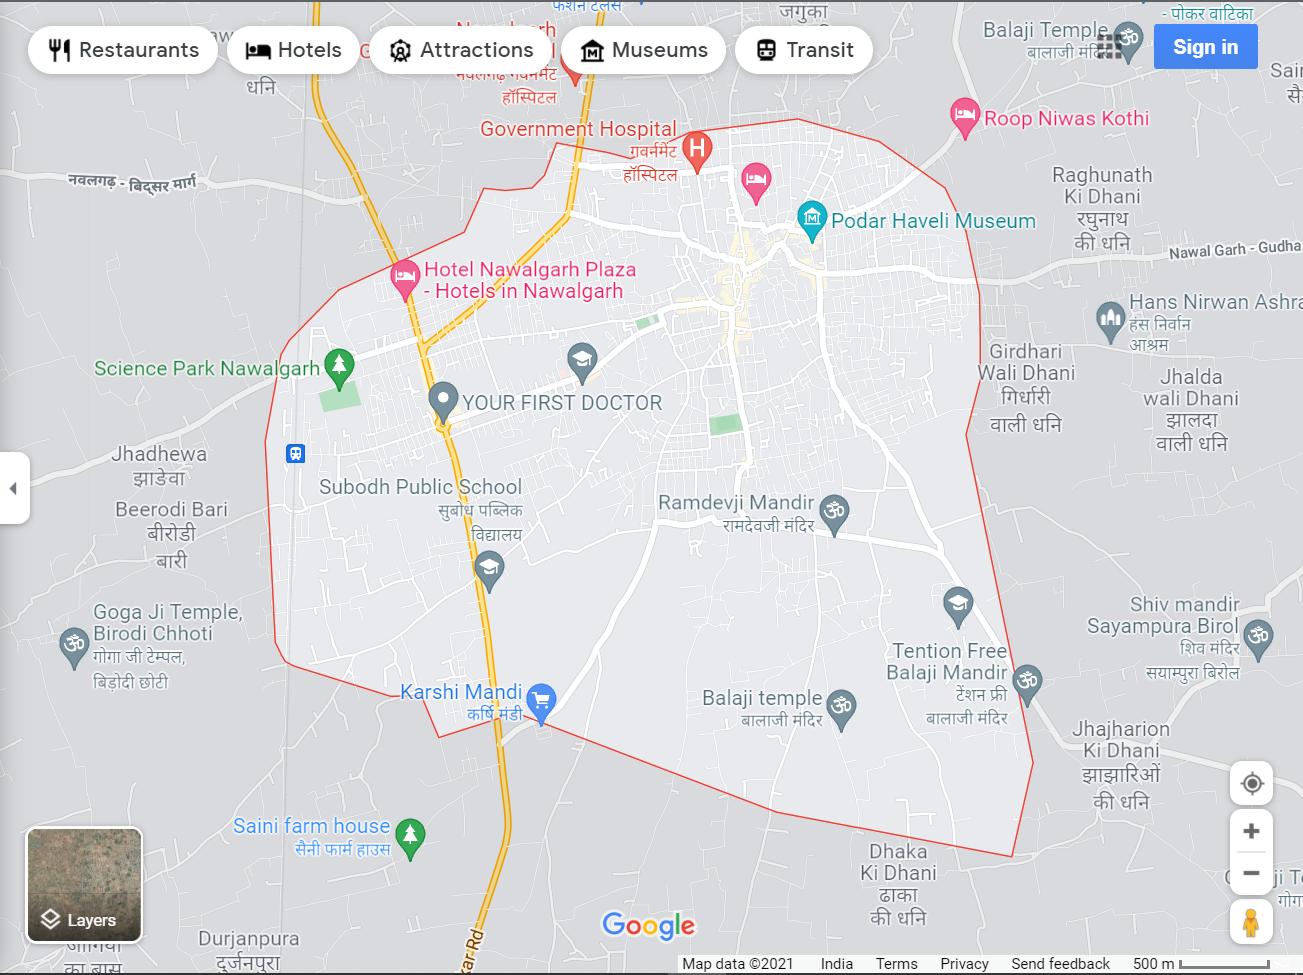 फैशन टेलर्स
जगुका
- पोकर वाटिका
Restaurants
Hotels
Attractions
Museums
Transit
Sign in
Balaji Temple
बालाजी मंदिर
धनि
नवलगढ़ गवर्नमेंट
हॉस्पिटल
Government Hospital
गवर्नमेंट
हॉस्पिटल
Roop Niwas Kothi
नवलगढ़ - बिद्सर मार्ग
Raghunath
Ki Dhani
रघुनाथ
की धनि
Podar Haveli Museum
Nawal Garh - Gudha
Hotel Nawalgarh Plaza
- Hotels in Nawalgarh
Hans Nirwan Ashra
हंस निर्वान
आश्रम
Science Park Nawalgarh
Girdhari
Wali Dhani
गिर्धारी
वाली धनि
Jhalda
wali Dhani
झालदा
वाली धनि
YOUR FIRST DOCTOR
Jhadhewa
झाडेवा
Beerodi Bari
बीरोडी
बारी
Subodh Public School
सुबोध पब्लिक
विद्यालय
Ramdevji Mandir
रामदेवजी मंदिर
Goga Ji Temple,
Birodi Chhoti
गोगा जी टेम्पल,
बिड़ोदी छोटी
Shiv mandir
Sayampura Birol
शिव मंदिर
सयाम्पुरा बिरोल
Tention Free
Balaji Mandir
टेंशन फ्री
बालाजी मंदिर
Karshi Mandi
कर्षि मंडी
Balaji temple
बालाजी मंदिर
Jhajharion
Ki Dhani
झाझारिओं
की धनि
Saini farm house
सैनी फार्म हाउस
Dhaka
Ki Dhani
ढाका
की धनि
Layers
Durjanpura
दुर्जनपुरा
Google
Map data ©2021
India
Terms
Privacy
Send feedback
500 m